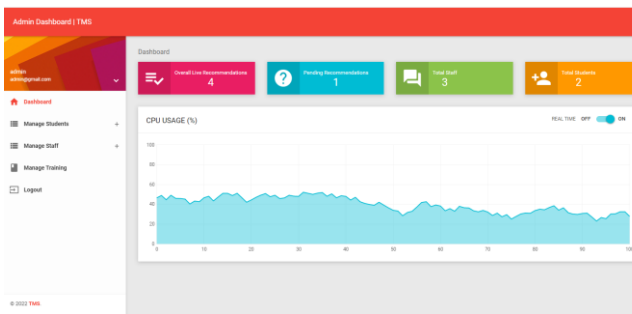 Admin Dashboard | TMS
admin
admin@gmail.com
Dashboard
Manage Students +
Manage Staff +
Manage Training
Logout
© 2022 TMS.
Dashboard
Overall Live Recommendations
4
Pending Recommendations
1
Total Staff
3
Total Students
2
CPU USAGE (%)
REAL TIME OFF ON
100
80
60
40
20
0
0 10 20 30 40 50 60 70 80 90 100